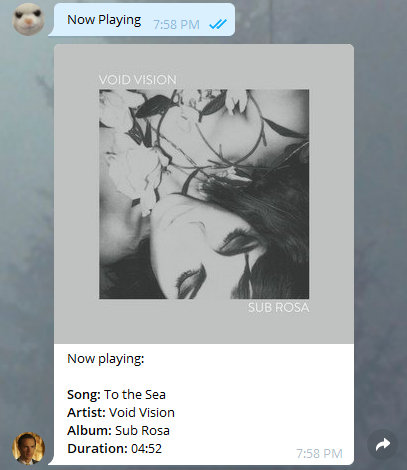 Now Playing 7:58 PM
VOID VISION
SUB ROSA
Now playing:
Song: To the Sea
Artist: Void Vision
Album: Sub Rosa
Duration: 04:52
7:58 PM